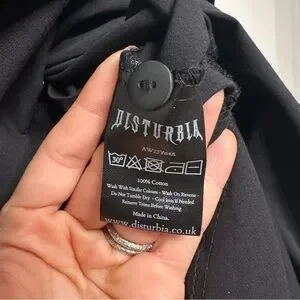 DISTURBIA
30°
100% Cotton
Wash With Similar Colours - Wash On Reverse -
Do Not Tumble Dry - Cool Iron If Needed
Remove Trims Before Washing
Made in China.
www.disturbia.co.uk